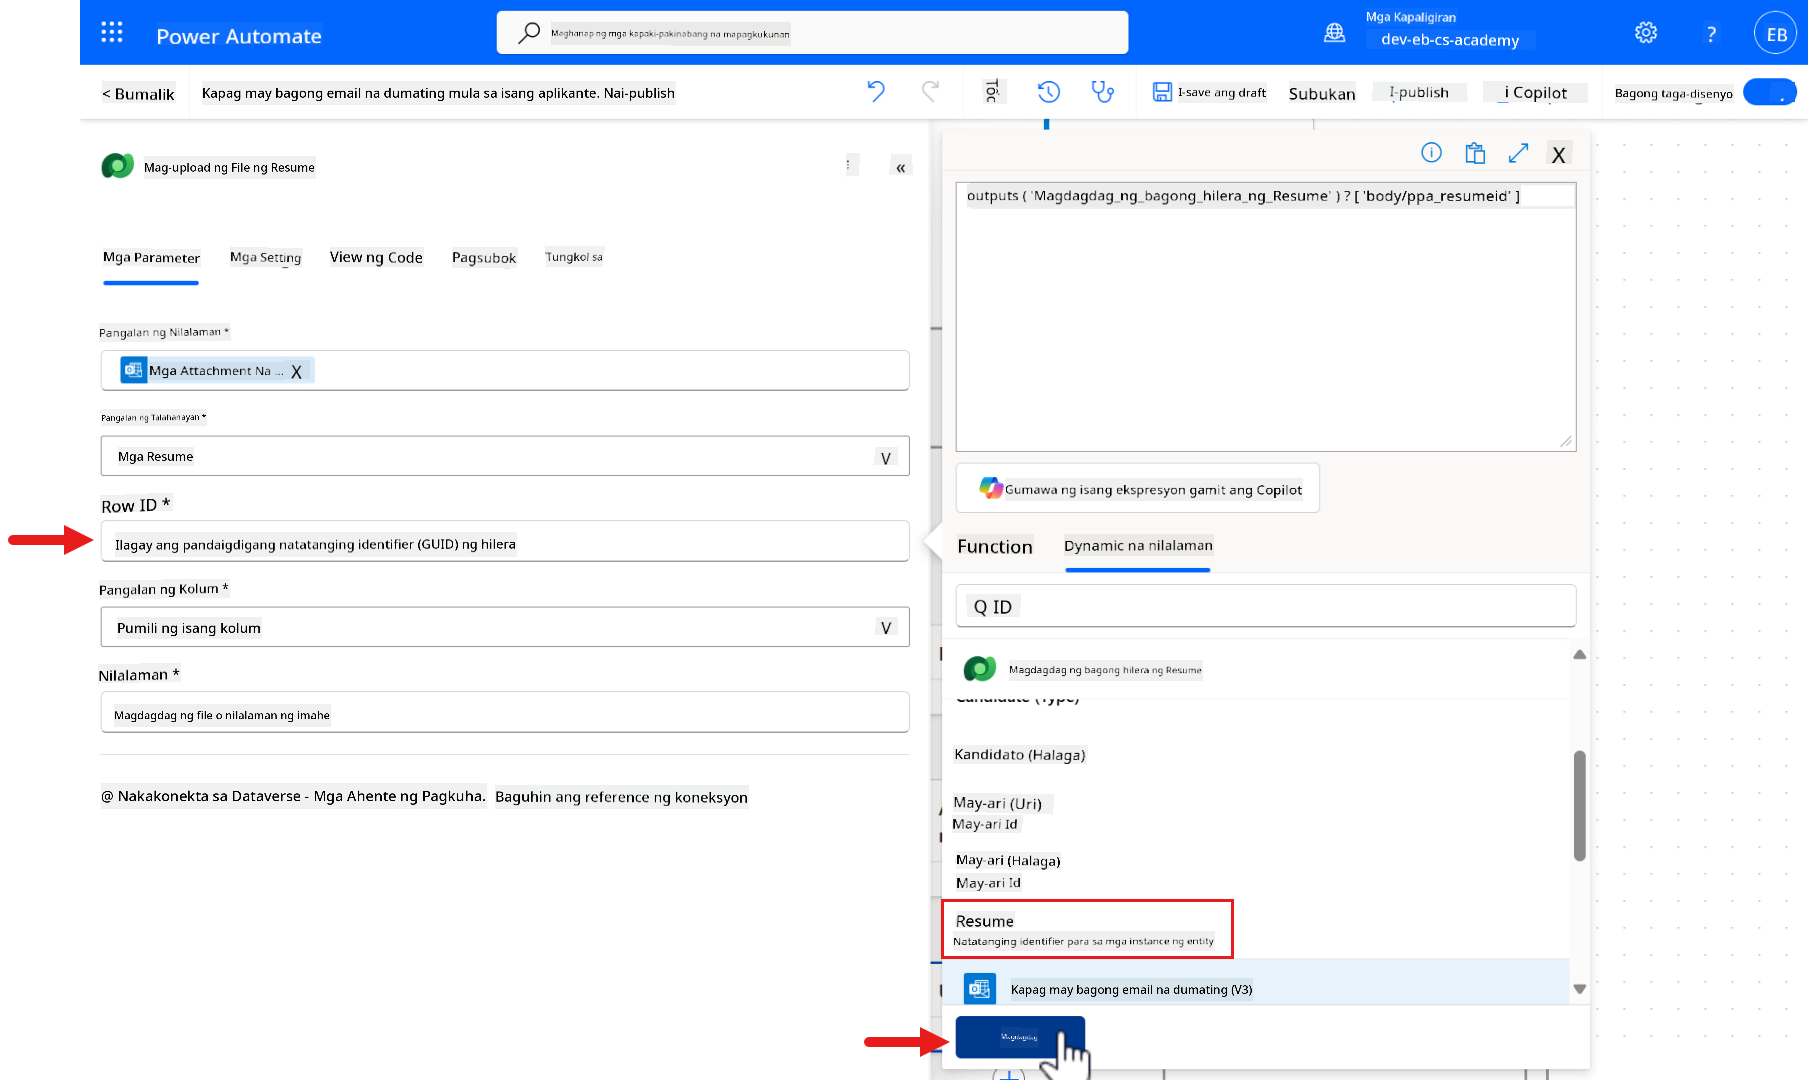 Power Automate
Maghanap ng mga kapaki-pakinabang na mapagkukunan
Mga Kapaligiran
dev-eb-cs-academy
?
EB
< Bumalik
Kapag may bagong email na dumating mula sa isang aplikante. Nai-publish
I-save ang draft
Subukan
I-publish
i Copilot
Bagong taga-disenyo
Mag-upload ng File ng Resume
«
X
outputs ( 'Magdagdag_ng_bagong_hilera_ng_Resume' ) ? [ 'body/ppa_resumeid' ]
Mga Parameter
Mga Setting
View ng Code
Pagsubok
Tungkol sa
Pangalan ng Nilalaman *
Mga Attachment Na ... X
Pangalan ng Talahanayan *
Mga Resume
V
Row ID *
Ilagay ang pandaigdigang natatanging identifier (GUID) ng hilera
Pangalan ng Kolum *
Pumili ng isang kolum
V
Nilalaman *
Magdagdag ng file o nilalaman ng imahe
@ Nakakonekta sa Dataverse - Mga Ahente ng Pagkuha. Baguhin ang reference ng koneksyon
Gumawa ng isang ekspresyon gamit ang Copilot
Function
Dynamic na nilalaman
Q ID
Magdagdag ng bagong hilera ng Resume
Candidate (Type)
Kandidato (Halaga)
May-ari (Uri)
May-ari Id
May-ari (Halaga)
May-ari Id
Resume
Natatanging identifier para sa mga instance ng entity
Kapag may bagong email na dumating (V3)
Magdagdag